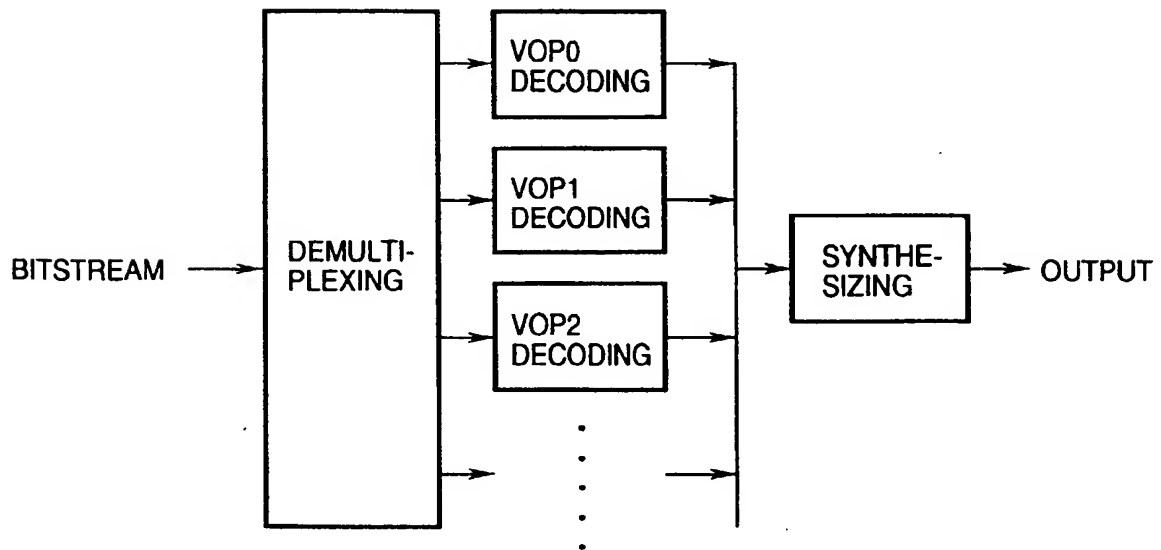 VOP0
DECODING
VOP1
DECODING
BITSTREAM
DEMULTI-
PLEXING
VOP2
DECODING
SYNTHE-
SIZING
OUTPUT